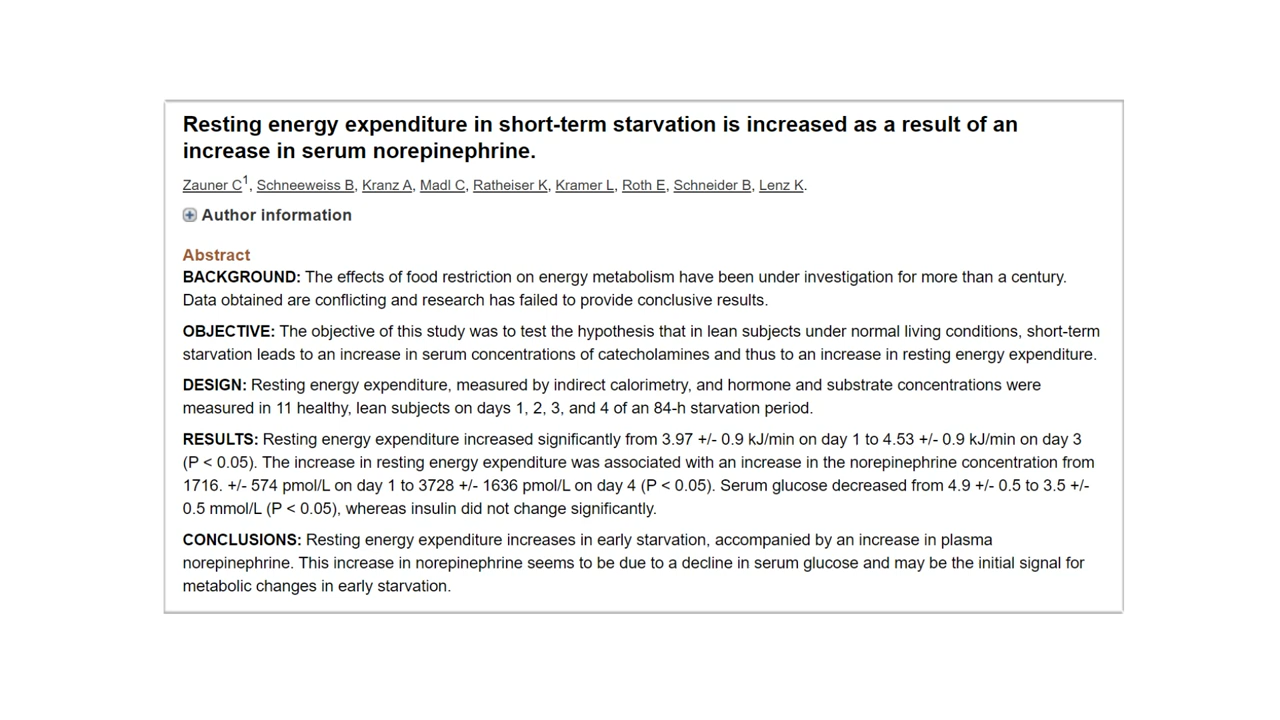 Resting energy expenditure in short-term starvation is increased as a result of an
increase in serum norepinephrine.
Zauner C1, Schneeweiss B, Kranz A, Madl C, Ratheiser K, Kramer L, Roth E, Schneider B, Lenz K.
Author information
Abstract
BACKGROUND: The effects of food restriction on energy metabolism have been under investigation for more than a century.
Data obtained are conflicting and research has failed to provide conclusive results.
OBJECTIVE: The objective of this study was to test the hypothesis that in lean subjects under normal living conditions, short-term
starvation leads to an increase in serum concentrations of catecholamines and thus to an increase in resting energy expenditure.
DESIGN: Resting energy expenditure, measured by indirect calorimetry, and hormone and substrate concentrations were
measured in 11 healthy, lean subjects on days 1, 2, 3, and 4 of an 84-h starvation period.
RESULTS: Resting energy expenditure increased significantly from 3.97 +/- 0.9 kJ/min on day 1 to 4.53 +/- 0.9 kJ/min on day 3
(P < 0.05). The increase in resting energy expenditure was associated with an increase in the norepinephrine concentration from
1716. +/- 574 pmol/L on day 1 to 3728 +/- 1636 pmol/L on day 4 (P < 0.05). Serum glucose decreased from 4.9 +/- 0.5 to 3.5 +/-
0.5 mmol/L (P < 0.05), whereas insulin did not change significantly.
CONCLUSIONS: Resting energy expenditure increases in early starvation, accompanied by an increase in plasma
norepinephrine. This increase in norepinephrine seems to be due to a decline in serum glucose and may be the initial signal for
metabolic changes in early starvation.